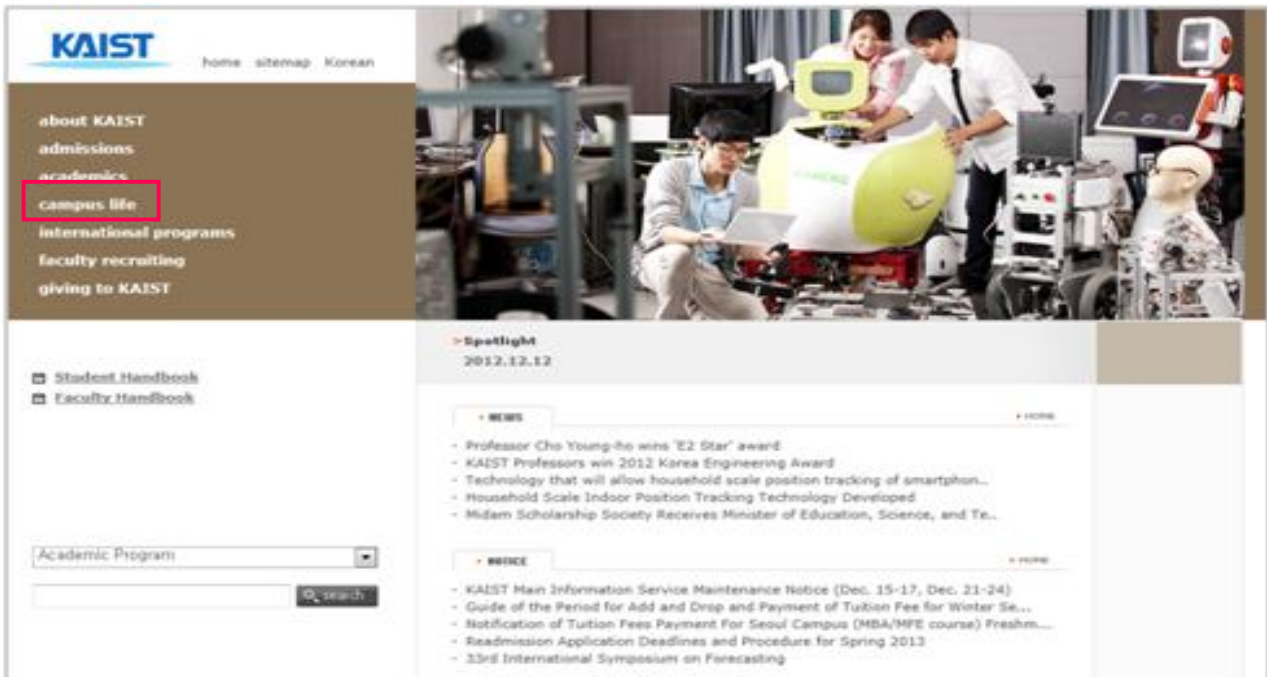 KAIST
home sitemap Korean
about KAIST
admissions
academics
campus life
international programs
faculty recruiting
giving to KAIST
Student Handbook
Faculty Handbook
Academic Program
search
>Spotlight
2012.12.12
NEWS
HOME
- Professor Cho Young-ho wins 'E2 Star' award
- KAIST Professors win 2012 Korea Engineering Award
- Technology that will allow household scale position tracking of smartphon..
- Household Scale Indoor Position Tracking Technology Developed
- Midam Scholarship Society Receives Minister of Education, Science, and Te..
NOTICE
HOME
- KAIST Main Information Service Maintenance Notice (Dec. 15-17, Dec. 21-24)
- Guide of the Period for Add and Drop and Payment of Tuition Fee for Winter Se...
- Notification of Tuition Fees Payment For Seoul Campus (MBA/MFE course) Freshm...
- Readmission Application Deadlines and Procedure for Spring 2013
- 33rd International Symposium on Forecasting